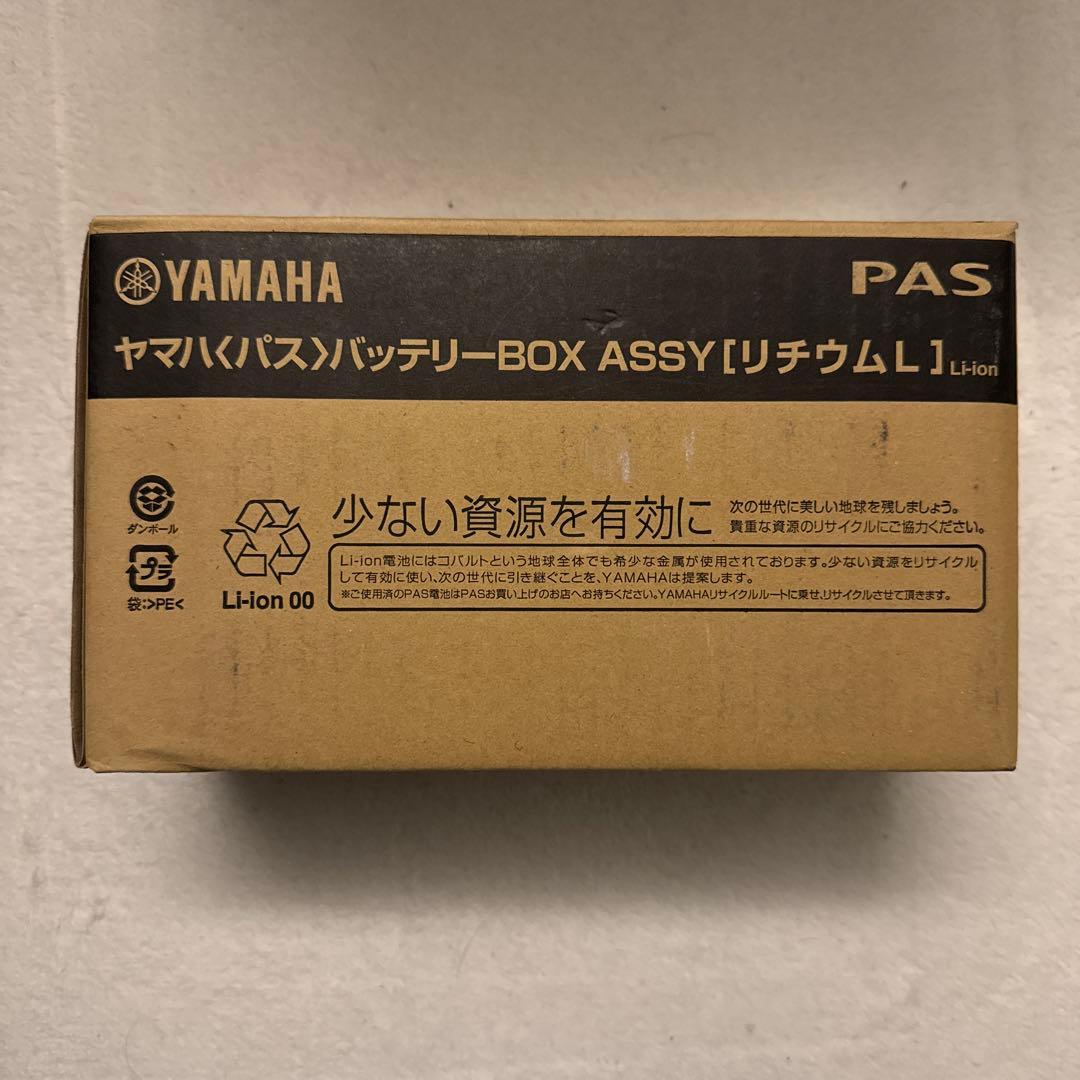 YAMAHA
PAS
ヤマハ〈パス〉バッテリーBOX ASSY[リチウムL] Li-ion
ダンボール
プラ
袋:>PE<
Li-ion 00
少ない資源を有効に
次の世代に美しい地球を残しましょう。
貴重な資源のリサイクルにご協力ください。
Li-ion電池にはコバルトという地球全体でも希少な金属が使用されております。少ない資源をリサイクル
して有効に使い、次の世代に引き継ぐことを、YAMAHAは提案します。
※ご使用済のPAS電池はPASお買い上げのお店へお持ちください。YAMAHAリサイクルルートに乗せ、リサイクルさせて頂きます。